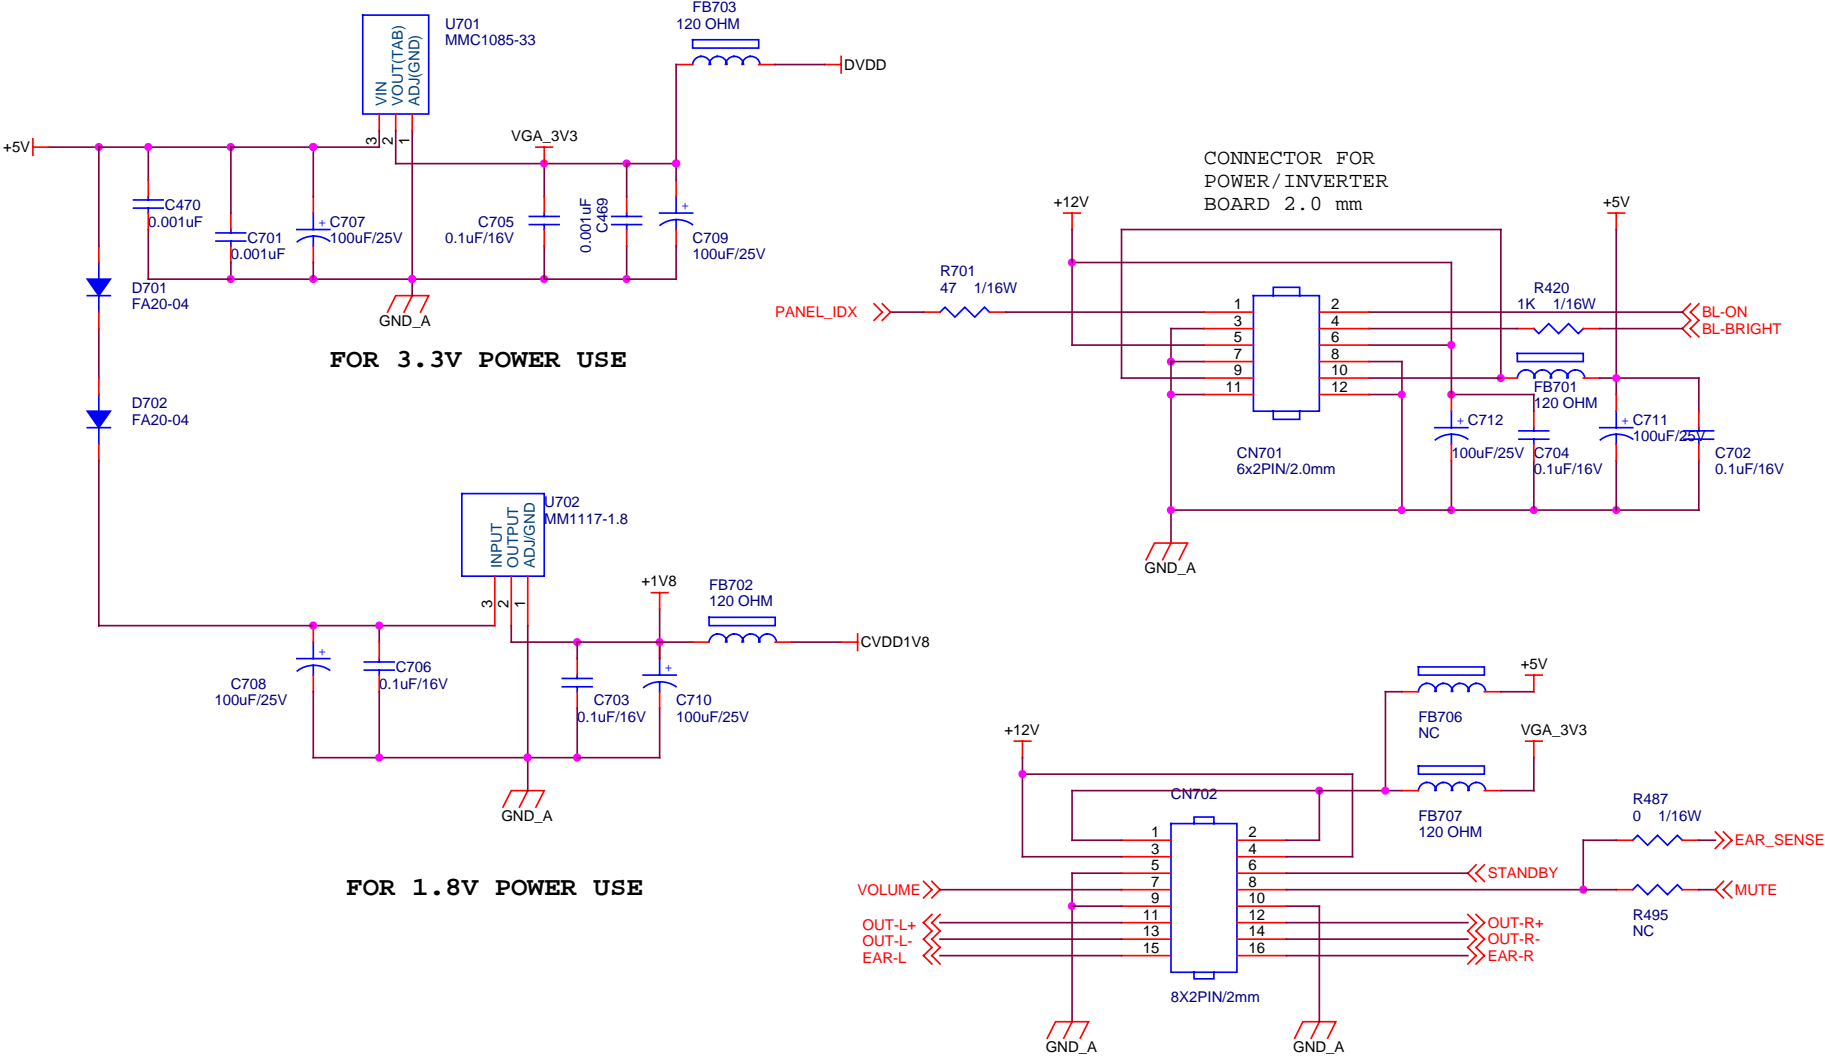 FB703
120 OHM
U701
MMC1085-33
VIN
VOUT(TAB)
ADJ(GND)
3
2
1
DVDD
+5V
VGA_3V3
C470
0.001uF
C701
0.001uF
C707
100uF/25V
+
C705
0.1uF/16V
0.001uF
C469
C709
100uF/25V
+
GND_A
D701
FA20-04
FOR 3.3V POWER USE
D702
FA20-04
U702
MM1117-1.8
INPUT
OUTPUT
ADJ/GND
3
2
1
+1V8
FB702
120 OHM
CVDD1V8
C708
100uF/25V
+
C706
0.1uF/16V
C703
0.1uF/16V
C710
100uF/25V
+
GND_A
FOR 1.8V POWER USE
CONNECTOR FOR
POWER/INVERTER
BOARD 2.0 mm
+12V
+5V
R701
47 1/16W
PANEL_IDX
1
3
5
7
9
11
2
4
6
8
10
12
R420
1K 1/16W
BL-ON
BL-BRIGHT
FB701
120 OHM
CN701
6x2PIN/2.0mm
+
C712
100uF/25V
C704
0.1uF/16V
+
C711
100uF/25V
C702
0.1uF/16V
GND_A
+5V
FB706
NC
VGA_3V3
+12V
FB707
120 OHM
CN702
1
3
5
7
9
11
13
15
2
4
6
8
10
12
14
16
R487
0 1/16W
EAR_SENSE
STANDBY
VOLUME
MUTE
R495
NC
OUT-L+
OUT-L-
EAR-L
OUT-R+
OUT-R-
EAR-R
8X2PIN/2mm
GND_A
GND_A